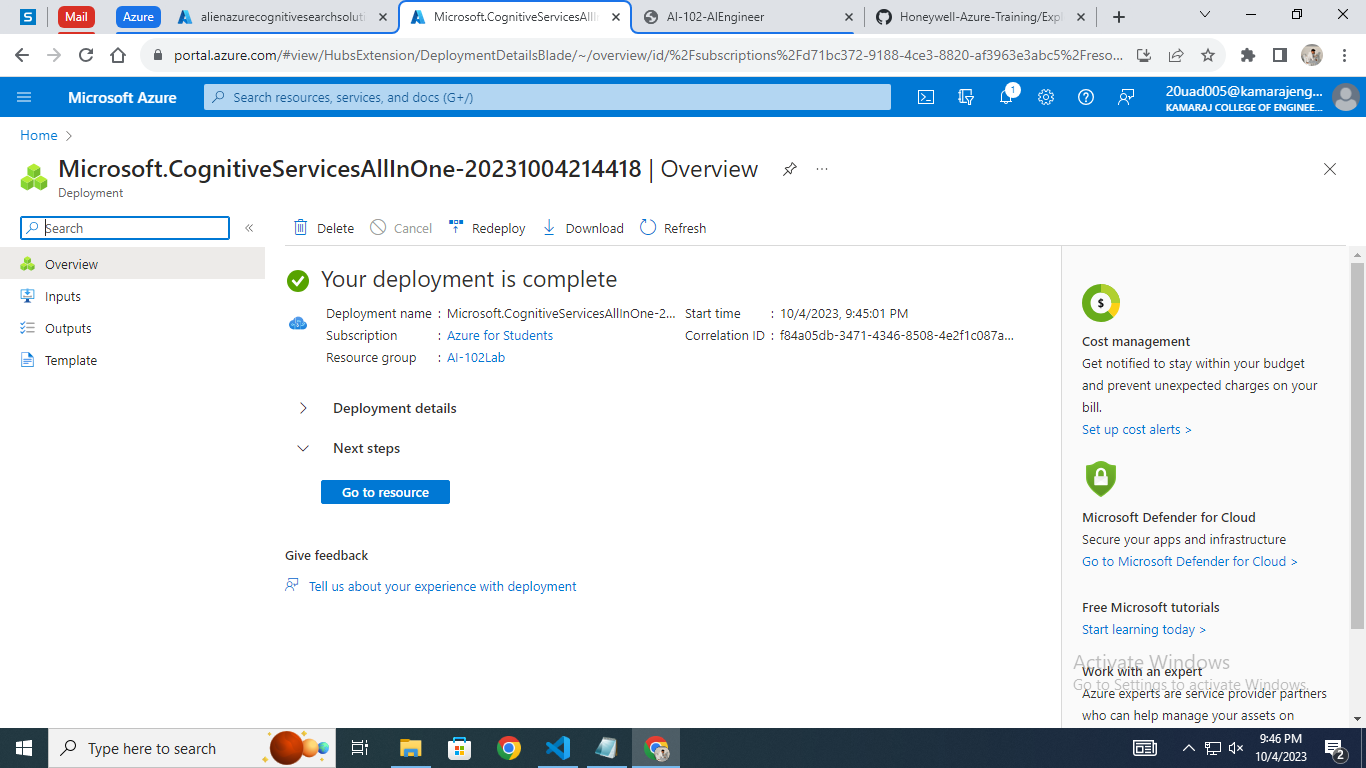 S
Mail
Azure
alienazurecognitivesearchsoluti
Microsoft.CognitiveServicesAllIn
AI-102-AIEngineer
Honeywell-Azure-Training/Expl
portal.azure.com/#view/HubsExtension/DeploymentDetailsBlade/~/overview/id/%2Fsubscriptions%2Fd71bc372-9188-4ce3-8820-af3963e3abc5%2Freso...
Microsoft Azure
Search resources, services, and docs (G+/)
1
20uad005@kamarajeng...
KAMARAJ COLLEGE OF ENGINEE...
Home
Microsoft.CognitiveServicesAllInOne-20231004214418 | Overview
...
Deployment
Search
«
Delete
Cancel
Redeploy
Download
Refresh
Overview
Inputs
Outputs
Template
Your deployment is complete
Deployment name : Microsoft.CognitiveServicesAllInOne-2...
Subscription : Azure for Students
Resource group : AI-102Lab
Start time : 10/4/2023, 9:45:01 PM
Correlation ID : f84a05db-3471-4346-8508-4e2f1c087a...
Deployment details
Next steps
Go to resource
Give feedback
Tell us about your experience with deployment
$
Cost management
Get notified to stay within your budget
and prevent unexpected charges on your
bill.
Set up cost alerts >
Microsoft Defender for Cloud
Secure your apps and infrastructure
Go to Microsoft Defender for Cloud >
Free Microsoft tutorials
Start learning today >
Work with an expert
Azure experts are service provider partners
who can help manage your assets on
Activate Windows
Go to Settings to activate Windows.
Type here to search
9:46 PM
10/4/2023
2